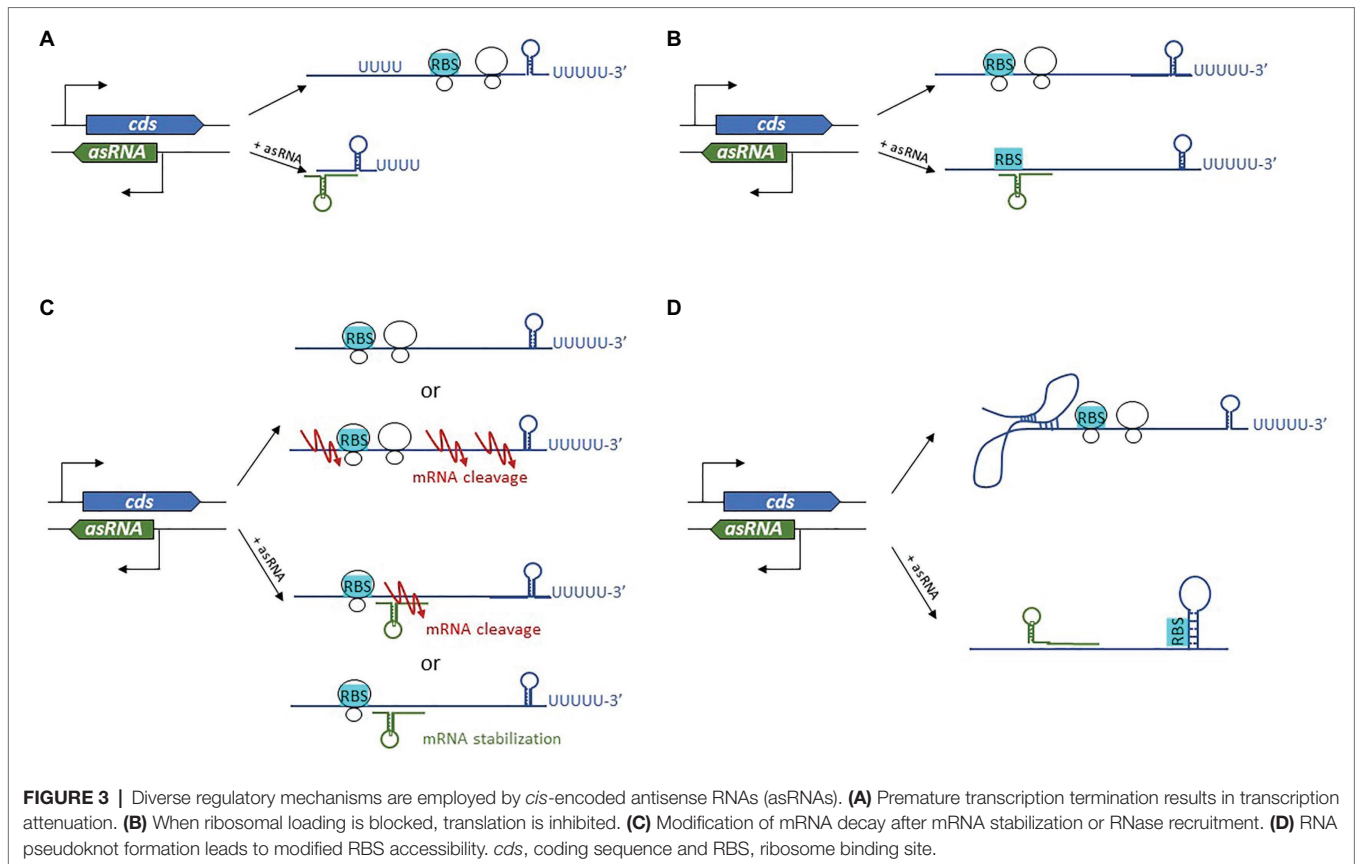 A
UUUU
RBS
UUUUU-3'
cds
asRNA
+ asRNA
UUUU
B
RBS
UUUUU-3'
cds
asRNA
+ asRNA
RBS
UUUUU-3'
C
RBS
UUUUU-3'
or
RBS
UUUUU-3'
mRNA cleavage
cds
asRNA
+ asRNA
RBS
UUUUU-3'
mRNA cleavage
or
RBS
UUUUU-3'
mRNA stabilization
D
RBS
UUUUU-3'
cds
asRNA
+ asRNA
RBS
FIGURE 3 | Diverse regulatory mechanisms are employed by cis-encoded antisense RNAs (asRNAs). (A) Premature transcription termination results in transcription
attenuation. (B) When ribosomal loading is blocked, translation is inhibited. (C) Modification of mRNA decay after mRNA stabilization or RNase recruitment. (D) RNA
pseudoknot formation leads to modified RBS accessibility. cds, coding sequence and RBS, ribosome binding site.